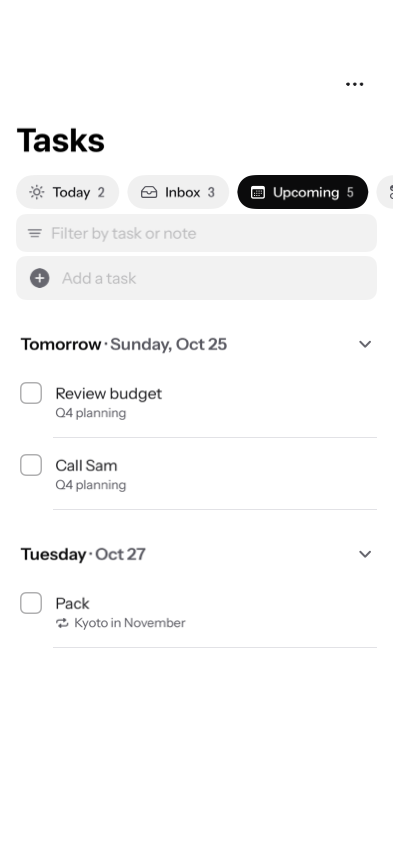 Tasks
Today 2
Inbox 3
Upcoming 5
Filter by task or note
Add a task
Tomorrow · Sunday, Oct 25
Review budget
Q4 planning
Call Sam
Q4 planning
Tuesday · Oct 27
Pack
Kyoto in November